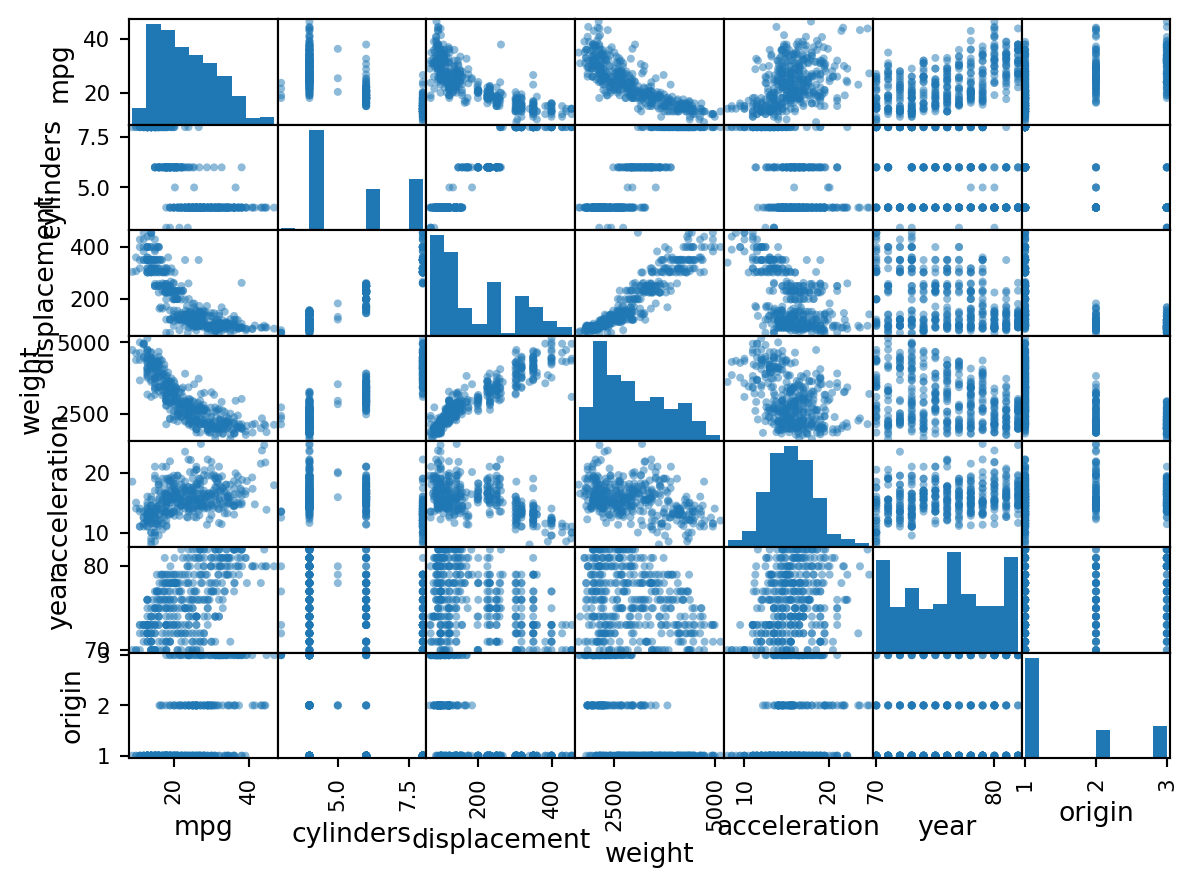 mpg
40
20
cylinders
7.5
5.0
displacement
400
200
weight
5000
2500
acceleration
20
10
year
80
70
origin
3
2
1
20 40 5.0 7.5 200 400 2500 5000 10 20 70 80 1 2 3
mpg cylinders displacement weight acceleration year origin